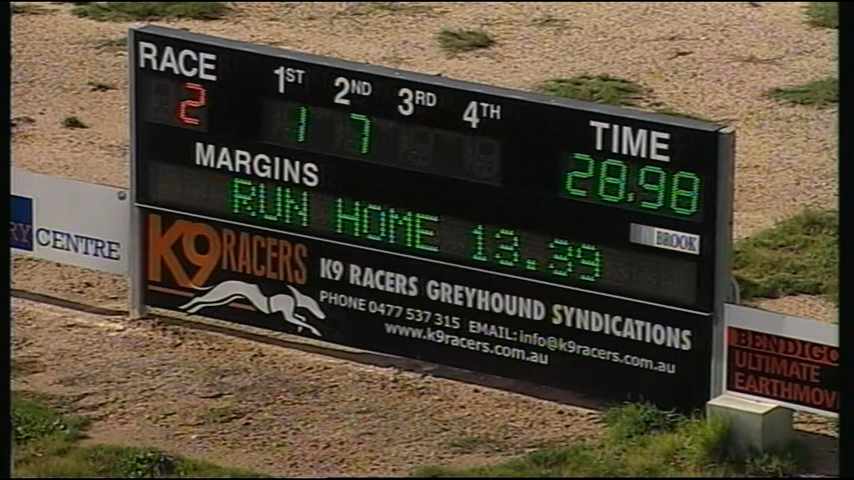 RACE 1ST 2ND 3RD 4TH TIME
2 1 7 28.98
MARGINS
RUN HOME 13.39
BROOK
K9 RACERS
K9 RACERS GREYHOUND SYNDICATIONS
PHONE 0477 537 315 EMAIL: info@k9racers.com.au
www.k9racers.com.au
CENTRE
BENDIGO
ULTIMATE
EARTHMOV